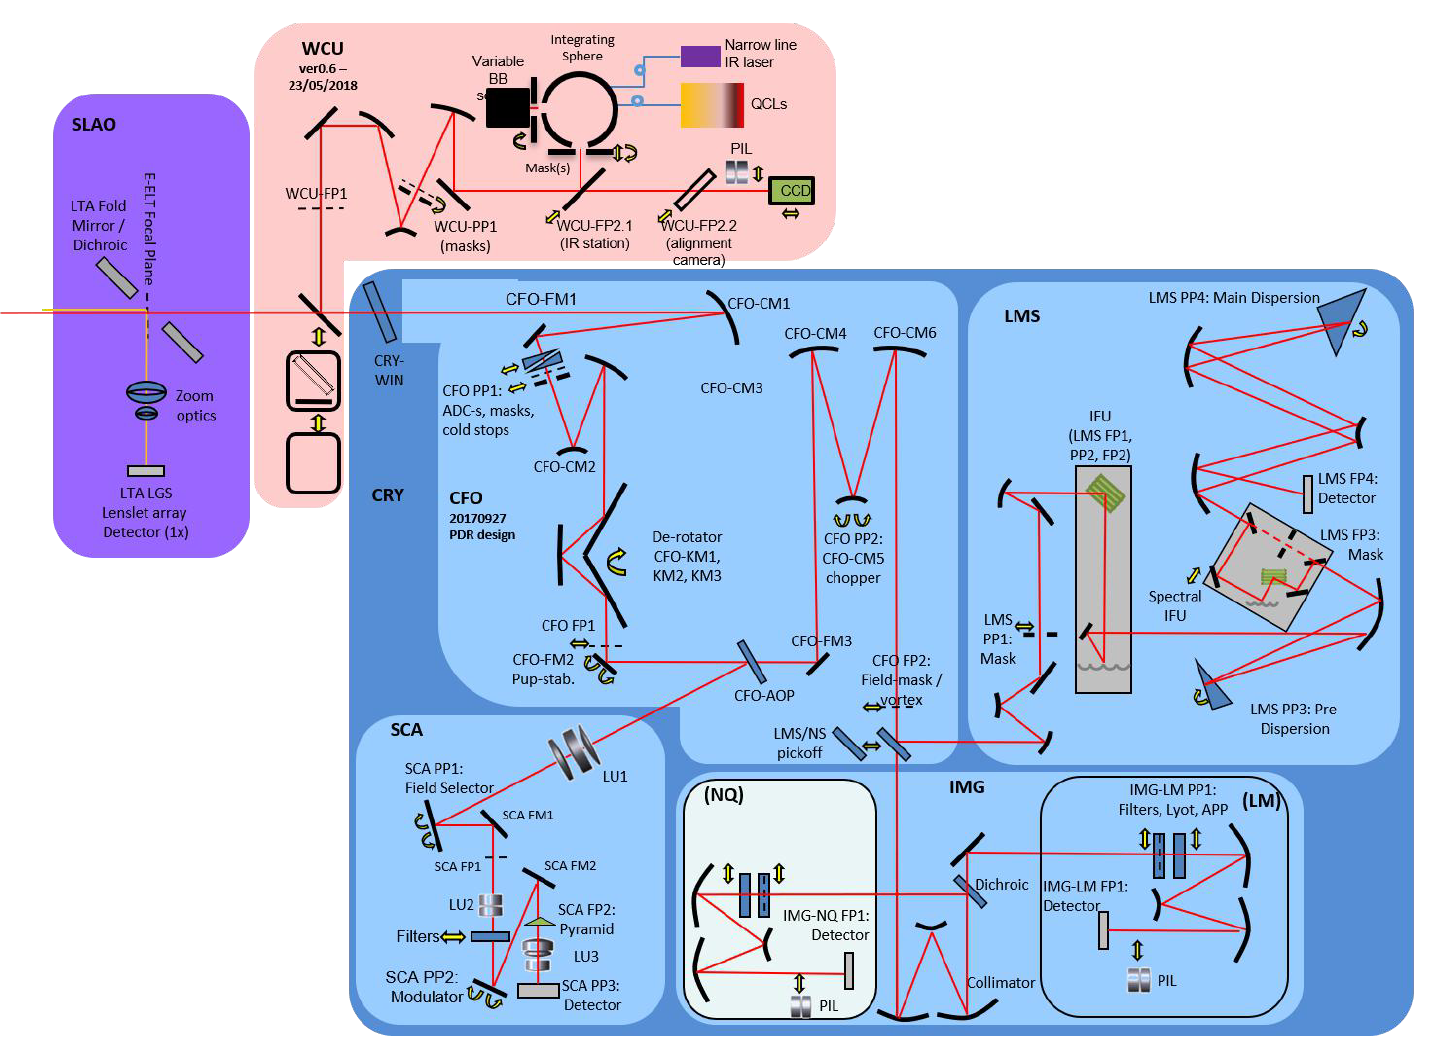 WCU
ver0.6 –
23/05/2018
Variable
BB
Integrating
Sphere
Narrow line
IR laser
QCLs
PIL
CCD
Mask(s)
WCU-FP1
WCU-PP1
(masks)
WCU-FP2.1
(IR station)
WCU-FP2.2
(alignment
camera)
SLAO
E-ELT Focal Plane
LTA Fold
Mirror /
Dichroic
Zoom
optics
LTA LGS
Lenslet array
Detector (1x)
CRY-
WIN
CRY
CFO-FM1
CFO-CM1
CFO-CM4
CFO-CM6
CFO-CM3
CFO PP1:
ADC-s, masks,
cold stops
CFO-CM2
CFO
20170927
PDR design
De-rotator
CFO-KM1,
KM2, KM3
CFO PP2:
CFO-CM5
chopper
CFO FP1
CFO-FM2
Pup-stab.
CFO-AOP
CFO-FM3
CFO FP2:
Field-mask /
vortex
LMS/NS
pickoff
LMS
LMS PP4: Main Dispersion
IFU
(LMS FP1,
PP2, FP2)
LMS FP4:
Detector
LMS FP3:
Mask
Spectral
IFU
LMS
PP1:
Mask
LMS PP3: Pre
Dispersion
SCA
SCA PP1:
Field Selector
LU1
SCA FM1
SCA FP1
SCA FM2
LU2
SCA FP2:
Pyramid
Filters
LU3
SCA PP2:
Modulator
SCA PP3:
Detector
IMG
(NQ)
IMG-NQ FP1:
Detector
PIL
Dichroic
Collimator
(LM)
IMG-LM PP1:
Filters, Lyot, APP
IMG-LM FP1:
Detector
PIL